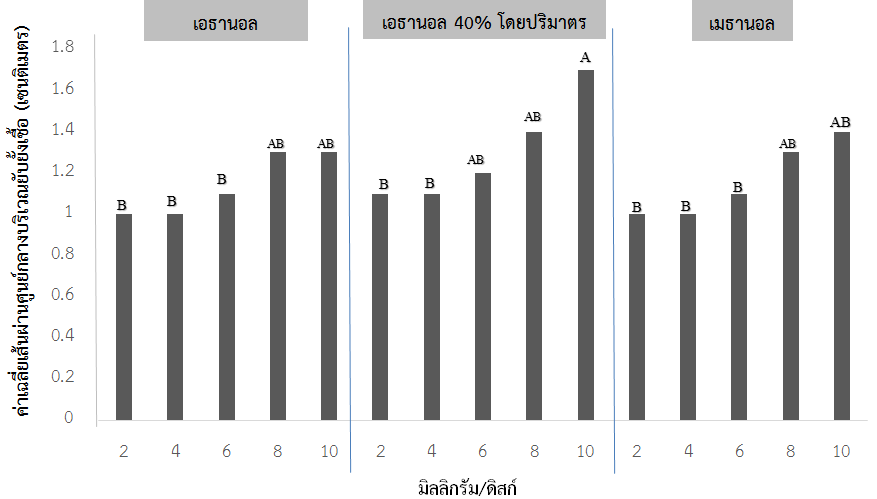 เอธานอล
เอธานอล 40% โดยปริมาตร
เมธานอล
ค่าเฉลี่ยเส้นผ่านศูนย์กลางบริเวณยับยั้งเชื้อ (เซนติเมตร)
1.8
1.6
1.4
1.2
1
0.8
0.6
0.4
0.2
0
B B B AB AB
B B AB AB A
B B B AB AB
2 4 6 8 10
2 4 6 8 10
2 4 6 8 10
มิลลิกรัม/ดิสก์